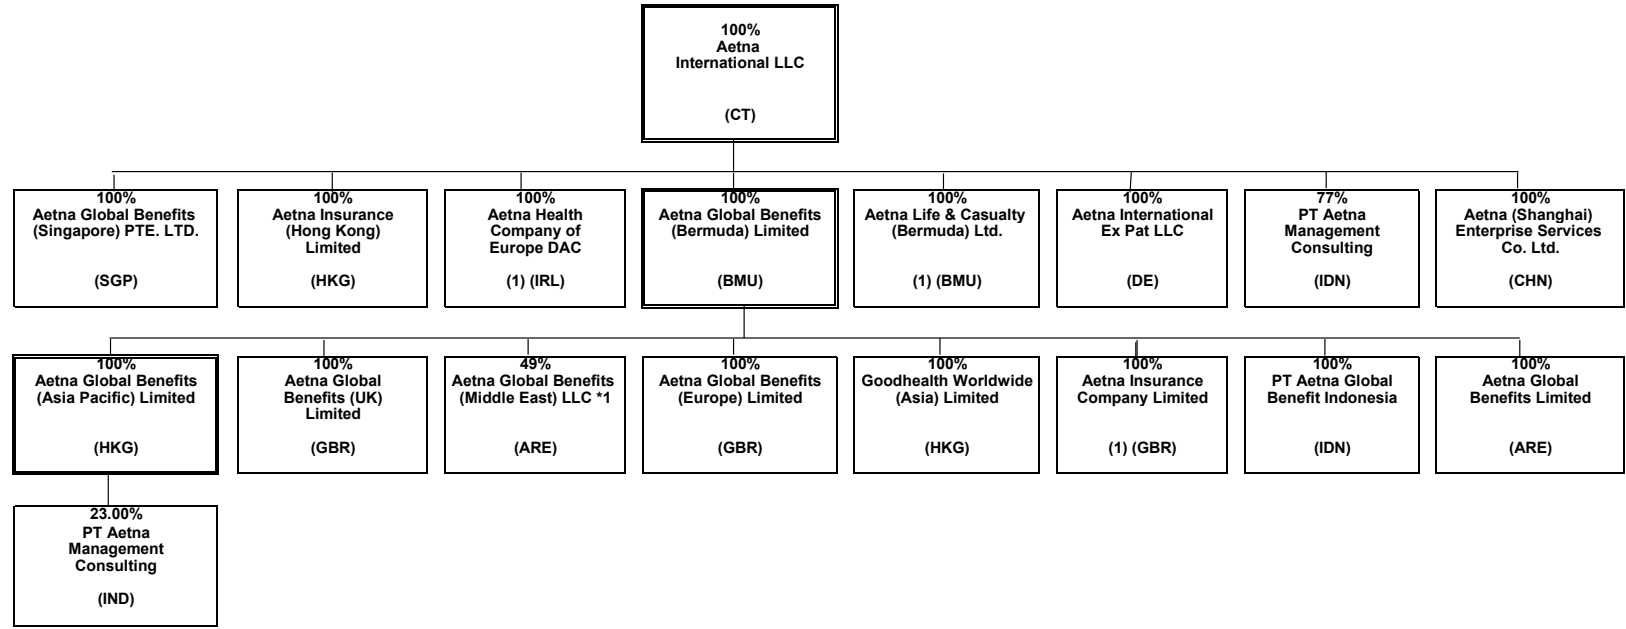 100%
Aetna
International LLC
(CT)
100%
Aetna Global Benefits
(Singapore) PTE. LTD.
(SGP)
100%
Aetna Insurance
(Hong Kong)
Limited
(HKG)
100%
Aetna Health
Company of
Europe DAC
(1) (IRL)
100%
Aetna Global Benefits
(Bermuda) Limited
(BMU)
100%
Aetna Life & Casualty
(Bermuda) Ltd.
(1) (BMU)
100%
Aetna International
Ex Pat LLC
(DE)
77%
PT Aetna
Management
Consulting
(IDN)
100%
Aetna (Shanghai)
Enterprise Services
Co. Ltd.
(CHN)
100%
Aetna Global Benefits
(Asia Pacific) Limited
(HKG)
100%
Aetna Global
Benefits (UK)
Limited
(GBR)
49%
Aetna Global Benefits
(Middle East) LLC *1
(ARE)
100%
Aetna Global Benefits
(Europe) Limited
(GBR)
100%
Goodhealth Worldwide
(Asia) Limited
(HKG)
100%
Aetna Insurance
Company Limited
(1) (GBR)
100%
PT Aetna Global
Benefit Indonesia
(IDN)
100%
Aetna Global
Benefits Limited
(ARE)
23.00%
PT Aetna
Management
Consulting
(IND)